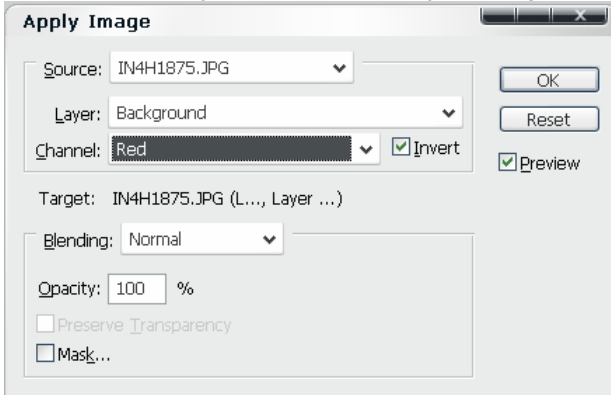 Apply Image
Source: IN4H1875.JPG
OK
Layer: Background
Reset
Channel: Red
Invert
Preview
Target: IN4H1875.JPG (L..., Layer ...)
Blending: Normal
Opacity: 100 %
Preserve Transparency
Mask...